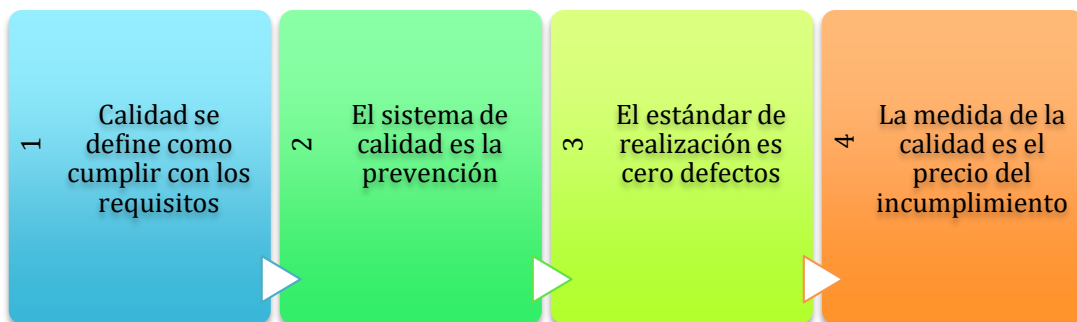 1
Calidad se
define como
cumplir con los
requisitos
2
El sistema de
calidad es la
prevención
3
El estándar de
realización es
cero defectos
4
La medida de la
calidad es el
precio del
incumplimiento